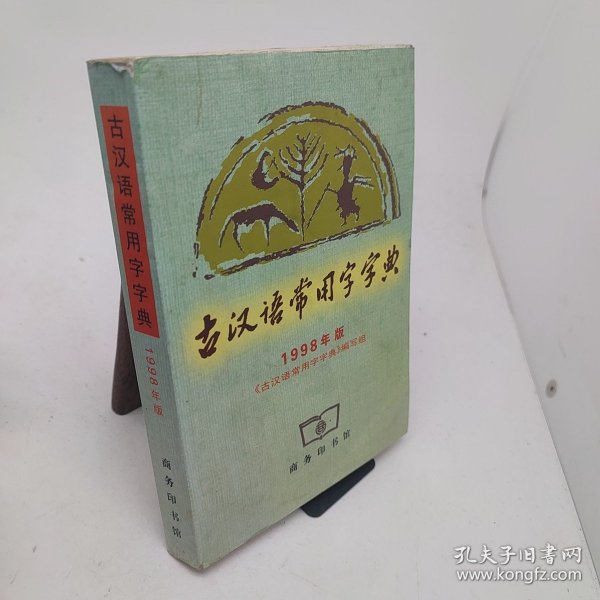 古汉语常用字字典
1998年版
商务印书馆
古汉语常用字字典
1998年版
《古汉语常用字字典》编写组
商务印书馆
孔夫子旧书网
www.kongfz.com